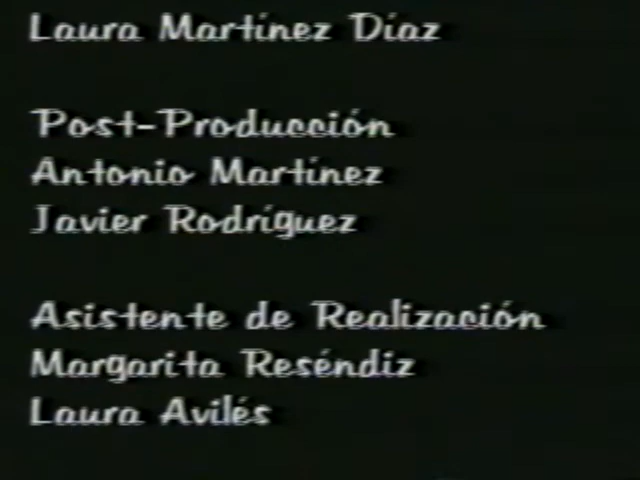 Laura Martínez Díaz
Post-Producción
Antonio Martínez
Javier Rodríguez
Asistente de Realización
Margarita Reséndiz
Laura Avilés